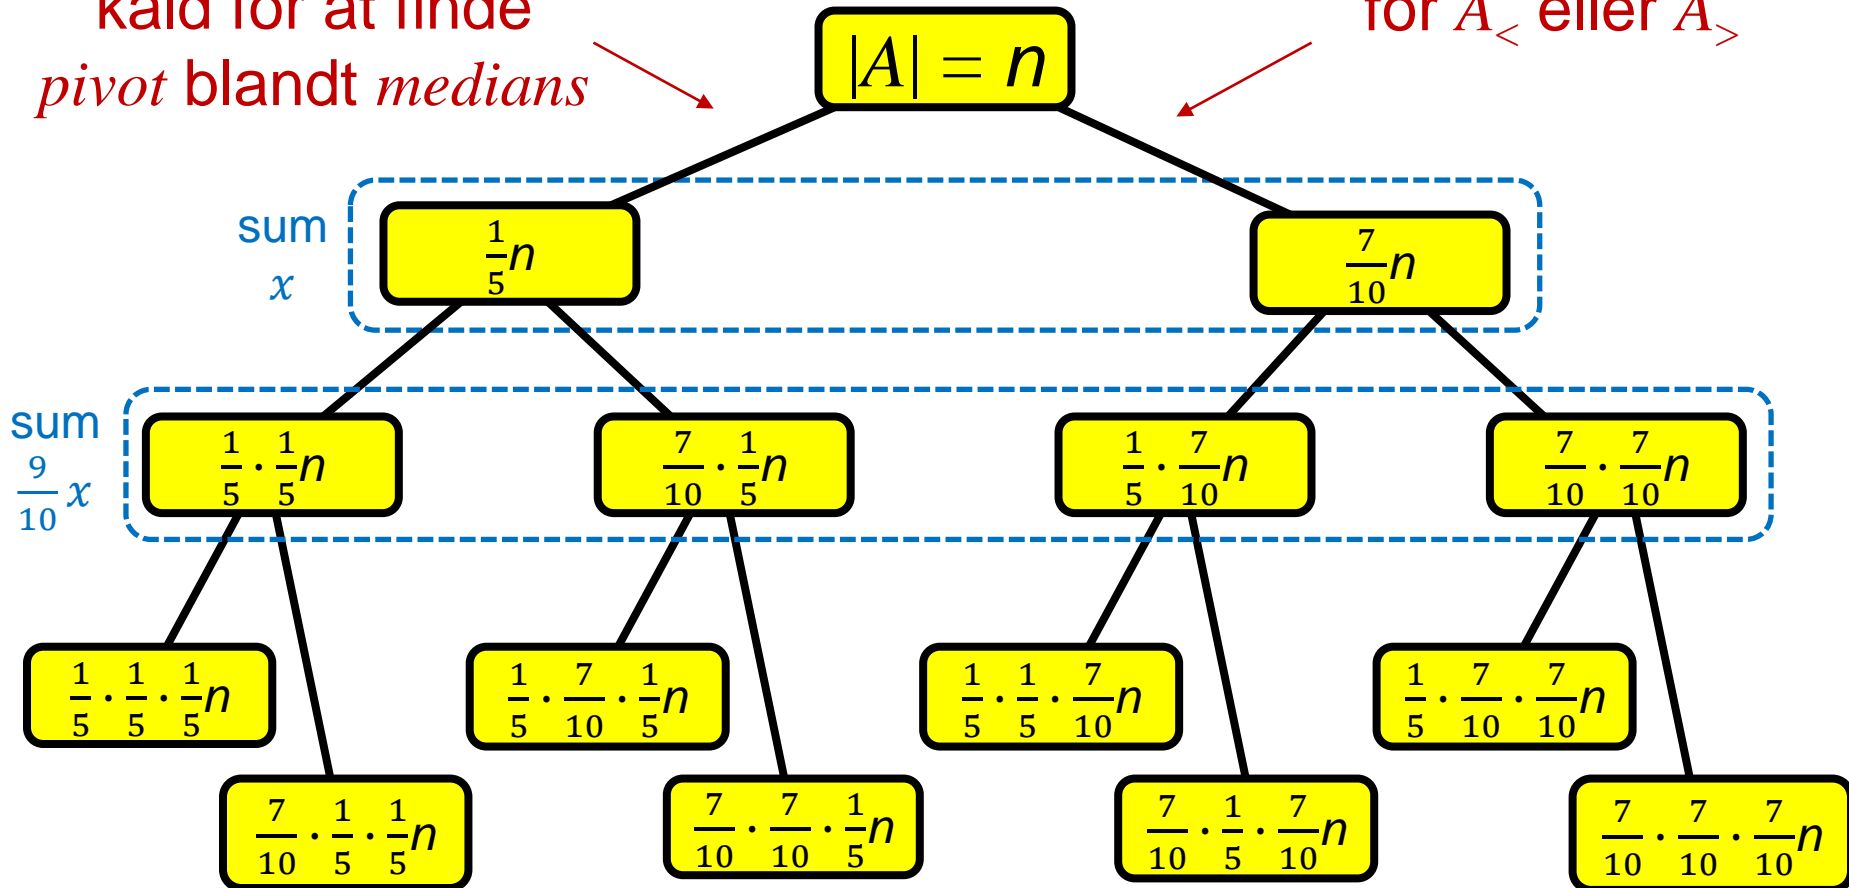 kald for at finde
pivot blandt medians
for A_< eller A_>
|A| = n
sum
x
1/5 n
7/10 n
sum
9/10 x
1/5 · 1/5 n
7/10 · 1/5 n
1/5 · 7/10 n
7/10 · 7/10 n
1/5 · 1/5 · 1/5 n
1/5 · 7/10 · 1/5 n
1/5 · 1/5 · 7/10 n
1/5 · 7/10 · 7/10 n
7/10 · 1/5 · 1/5 n
7/10 · 7/10 · 1/5 n
7/10 · 1/5 · 7/10 n
7/10 · 7/10 · 7/10 n